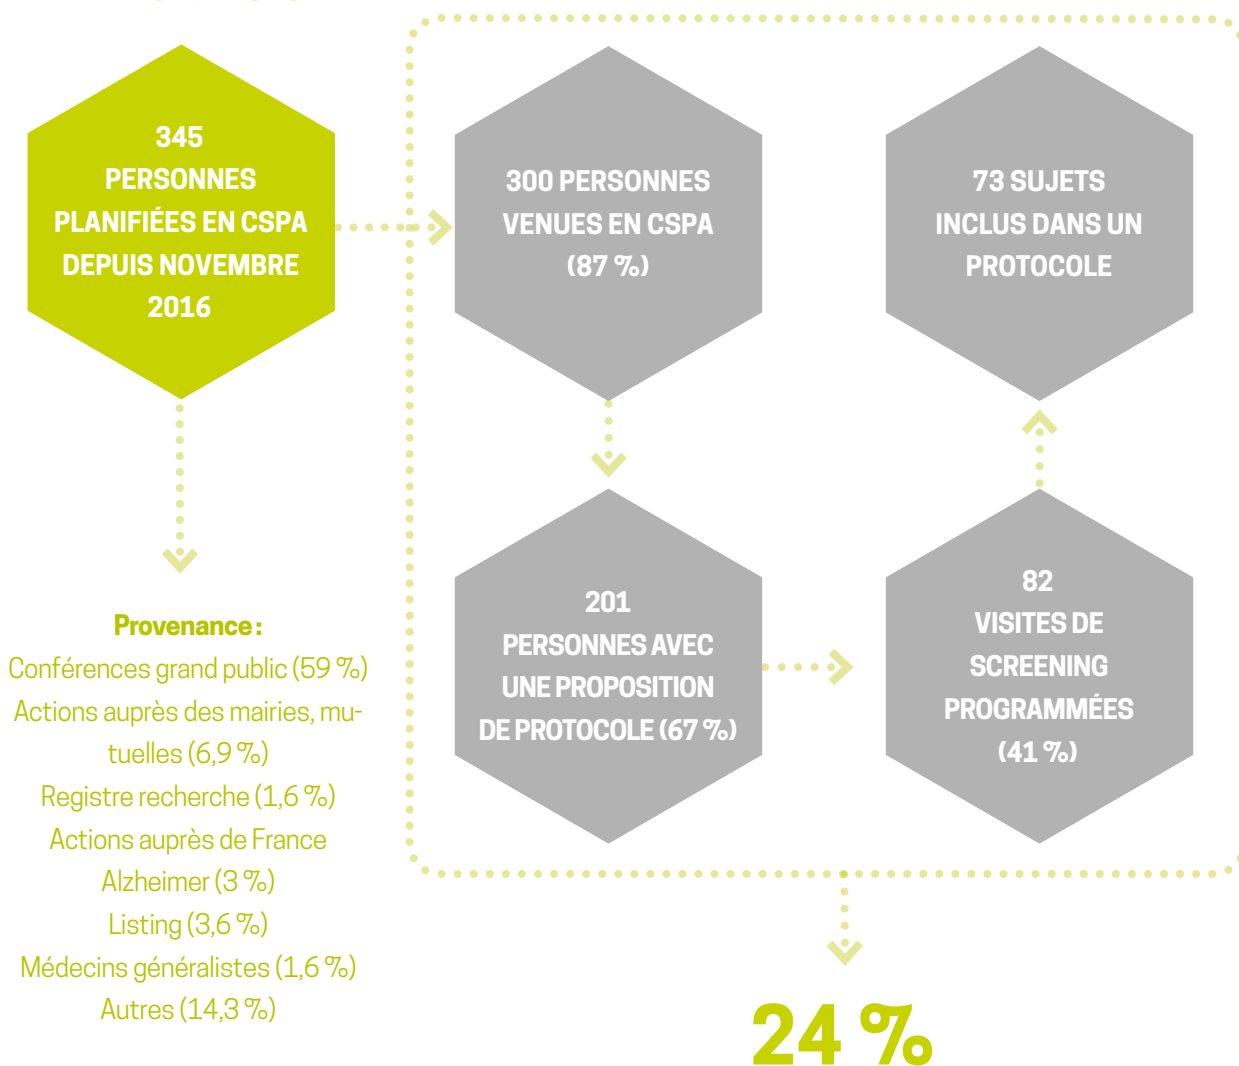 345
PERSONNES
PLANIFIÉES EN CSPA
DEPUIS NOVEMBRE
2016
300 PERSONNES
VENUES EN CSPA
(87 %)
73 SUJETS
INCLUS DANS UN
PROTOCOLE
201
PERSONNES AVEC
UNE PROPOSITION
DE PROTOCOLE (67 %)
82
VISITES DE
SCREENING
PROGRAMMÉES
(41 %)
Provenance :
Conférences grand public (59 %)
Actions auprès des mairies, mu-
tuelles (6,9 %)
Registre recherche (1,6 %)
Actions auprès de France
Alzheimer (3 %)
Listing (3,6 %)
Médecins généralistes (1,6 %)
Autres (14,3 %)
24 %